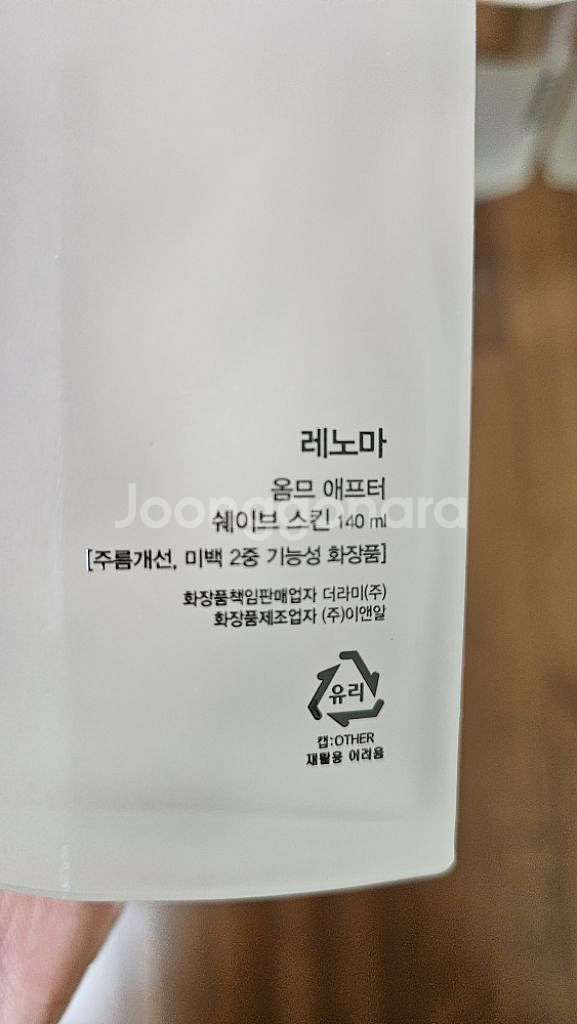 레노마
옴므 애프터
쉐이브 스킨 140 ml
[주름개선, 미백 2중 기능성 화장품]
화장품책임판매업자 더라미(주)
화장품제조업자 (주)이앤알
유리
캡:OTHER
재활용 어려움
Joonggonara